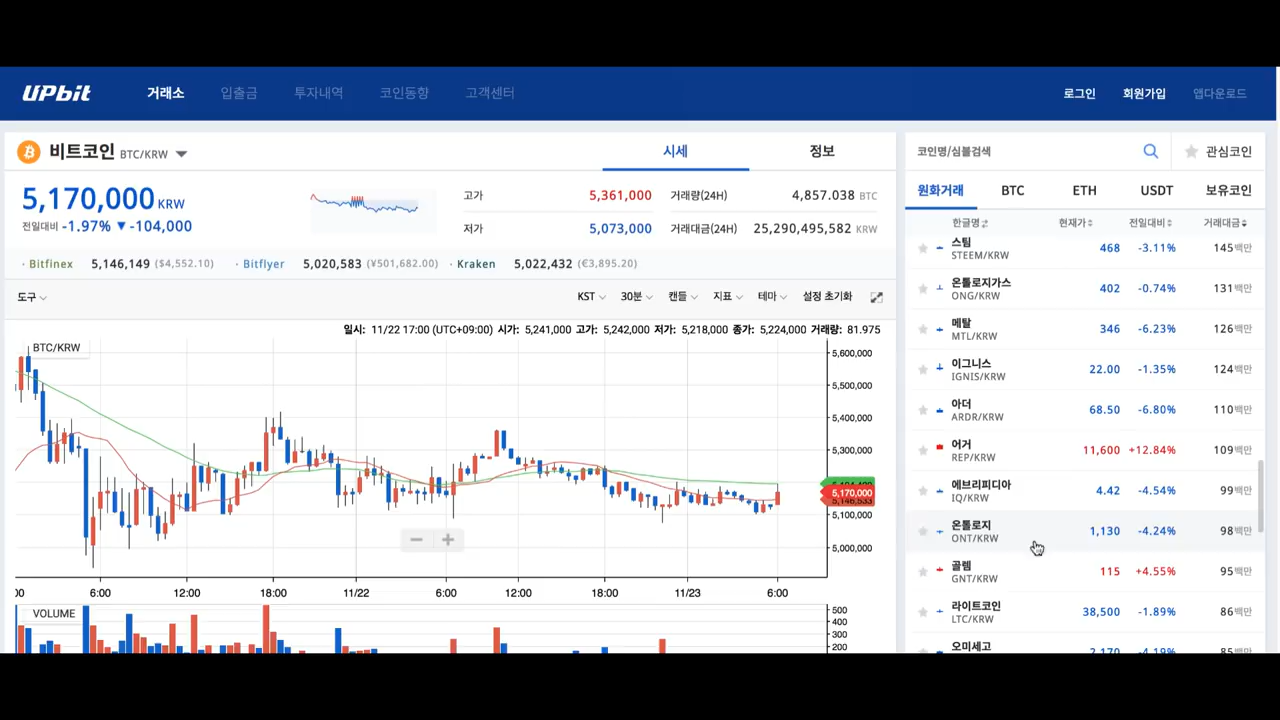 UPbit 거래소 입출금 투자내역 코인동향 고객센터 로그인 회원가입 앱다운로드
비트코인 BTC/KRW 시세 정보
5,170,000 KRW
전일대비 -1.97% ▼ -104,000
고가 5,361,000 거래량(24H) 4,857.038 BTC
저가 5,073,000 거래대금(24H) 25,290,495,582 KRW
· Bitfinex 5,146,149 ($4,552.10) · Bitflyer 5,020,583 (¥501,682.00) · Kraken 5,022,432 (€3,895.20)
도구 KST 30분 캔들 지표 테마 설정 초기화
일시: 11/22 17:00 (UTC+09:00) 시가: 5,241,000 고가: 5,242,000 저가: 5,218,000 종가: 5,224,000 거래량: 81.975
BTC/KRW
5,600,000
5,500,000
5,400,000
5,300,000
5,170,000
5,100,000
5,000,000
6:00 12:00 18:00 11/22 6:00 12:00 18:00 11/23 6:00
VOLUME
500
400
300
200
코인명/심볼검색 관심코인
원화거래 BTC ETH USDT 보유코인
한글명 현재가 전일대비 거래대금
스팀 468 -3.11% 145백만
STEEM/KRW
온톨로지가스 402 -0.74% 131백만
ONG/KRW
메탈 346 -6.23% 126백만
MTL/KRW
이그니스 22.00 -1.35% 124백만
IGNIS/KRW
아더 68.50 -6.80% 110백만
ARDR/KRW
어거 11,600 +12.84% 109백만
REP/KRW
에브리피디아 4.42 -4.54% 99백만
IQ/KRW
온톨로지 1,130 -4.24% 98백만
ONT/KRW
골렘 115 +4.55% 95백만
GNT/KRW
라이트코인 38,500 -1.89% 86백만
LTC/KRW
오미세고 2,170 -4.19% 85백만